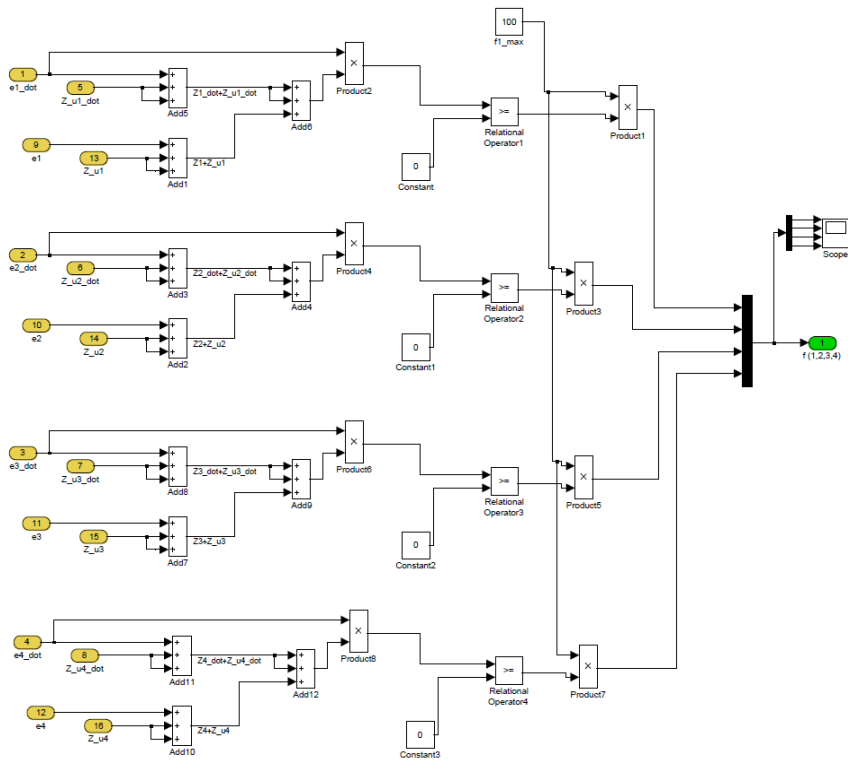 100
f1_max
1
e1_dot
5
Z_u1_dot
+
+
+
Add5
Z1_dot+Z_u1_dot
+
+
+
Add6
×
Product2
9
e1
13
Z_u1
+
+
+
Add1
Z1+Z_u1
0
Constant
>=
Relational
Operator1
×
Product1
2
e2_dot
6
Z_u2_dot
+
+
+
Add3
Z2_dot+Z_u2_dot
+
+
+
Add4
×
Product4
10
e2
14
Z_u2
+
+
+
Add2
Z2+Z_u2
0
Constant1
>=
Relational
Operator2
×
Product3
Scope
1
f (1,2,3,4)
3
e3_dot
7
Z_u3_dot
+
+
+
Add8
Z3_dot+Z_u3_dot
+
+
+
Add9
×
Product6
11
e3
15
Z_u3
+
+
+
Add7
Z3+Z_u3
0
Constant2
>=
Relational
Operator3
×
Product5
4
e4_dot
8
Z_u4_dot
+
+
+
Add11
Z4_dot+Z_u4_dot
+
+
+
Add12
×
Product8
12
e4
16
Z_u4
+
+
+
Add10
Z4+Z_u4
0
Constant3
>=
Relational
Operator4
×
Product7